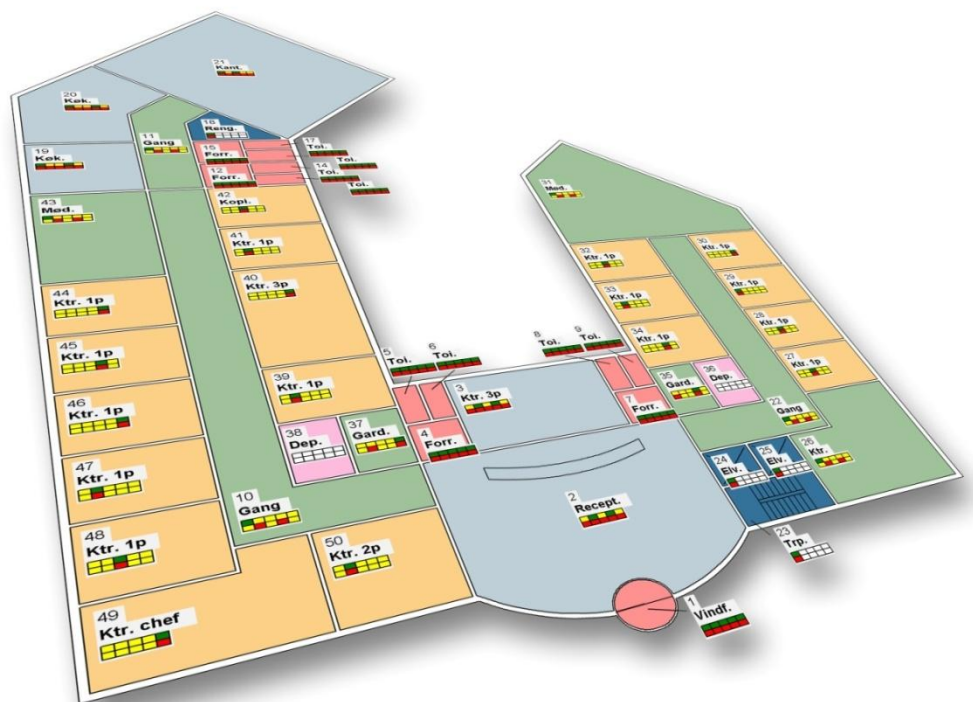 21
Kant.
20
Køk.
19
Køk.
11
Gang
18
Reng.
17
Toi.
15
Forr.
Toi.
14
Toi.
12
Forr.
Toi.
43
Mød.
42
Kopi.
41
Ktr. 1p
40
Ktr. 3p
44
Ktr. 1p
45
Ktr. 1p
46
Ktr. 1p
47
Ktr. 1p
48
Ktr. 1p
49
Ktr. chef
50
Ktr. 2p
39
Ktr. 1p
38
Dep.
37
Gard.
10
Gang
5
Toi.
6
Toi.
4
Forr.
3
Ktr. 3p
2
Recept.
1
Vindf.
8
Toi.
9
Toi.
7
Forr.
31
Mød.
32
Ktr. 1p
33
Ktr. 1p
34
Ktr. 1p
30
Ktr. 1p
29
Ktr. 1p
28
Ktr. 1p
27
Ktr. 1p
35
Gard.
36
Dep.
22
Gang
24
Elv.
25
Elv.
26
Ktr.
23
Trp.